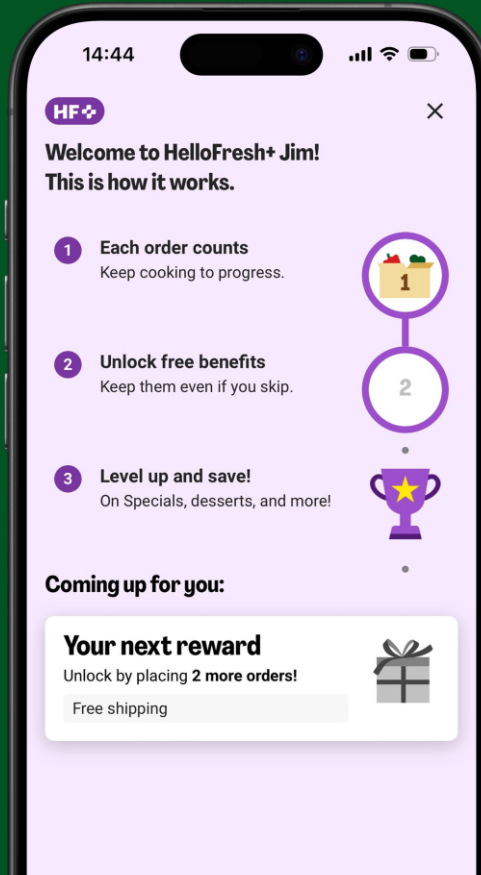 14:44
HF
Welcome to HelloFresh+ Jim!
This is how it works.
1
Each order counts
Keep cooking to progress.
1
2
Unlock free benefits
Keep them even if you skip.
2
3
Level up and save!
On Specials, desserts, and more!
Coming up for you:
Your next reward
Unlock by placing 2 more orders!
Free shipping